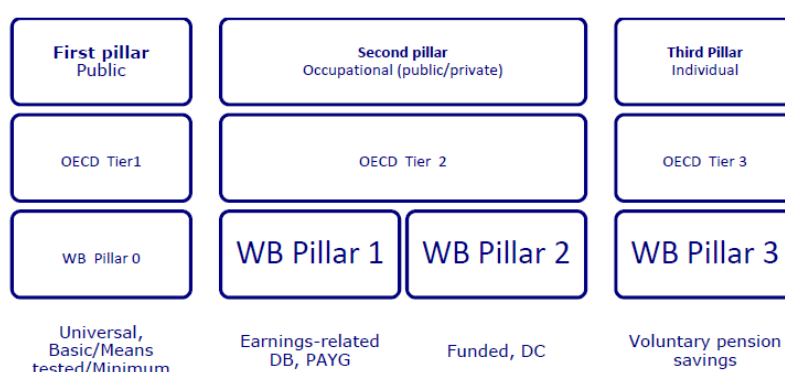 First pillar
Public
Second pillar
Occupational (public/private)
Third Pillar
Individual
OECD Tier1
OECD Tier 2
OECD Tier 3
WB Pillar 0
WB Pillar 1
WB Pillar 2
WB Pillar 3
Universal,
Basic/Means
tested/Minimum
Earnings-related
DB, PAYG
Funded, DC
Voluntary pension
savings